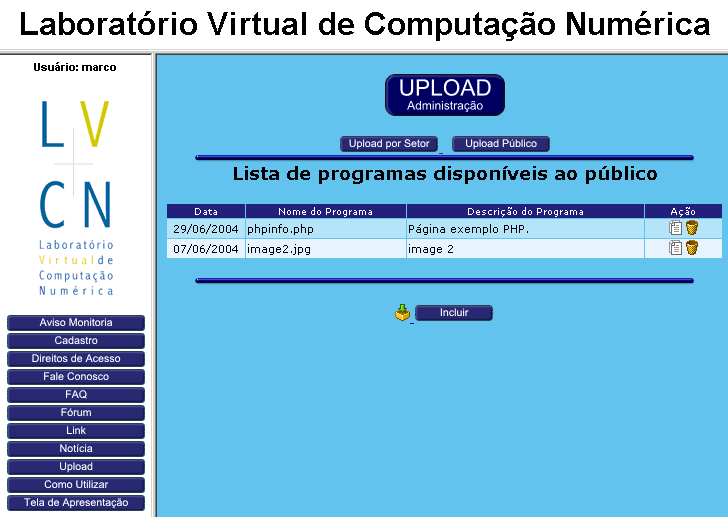 Laboratório Virtual de Computação Numérica
Usuário: marco
L V
C N
Laboratório
Virtual de
Computação
Numérica
Aviso Monitoria
Cadastro
Direitos de Acesso
Fale Conosco
FAQ
Fórum
Link
Notícia
Upload
Como Utilizar
Tela de Apresentação
UPLOAD
Administração
Upload por Setor Upload Público
Lista de programas disponíveis ao público
Data Nome do Programa Descrição do Programa Ação
29/06/2004 phpinfo.php Página exemplo PHP.
07/06/2004 image2.jpg image 2
Incluir